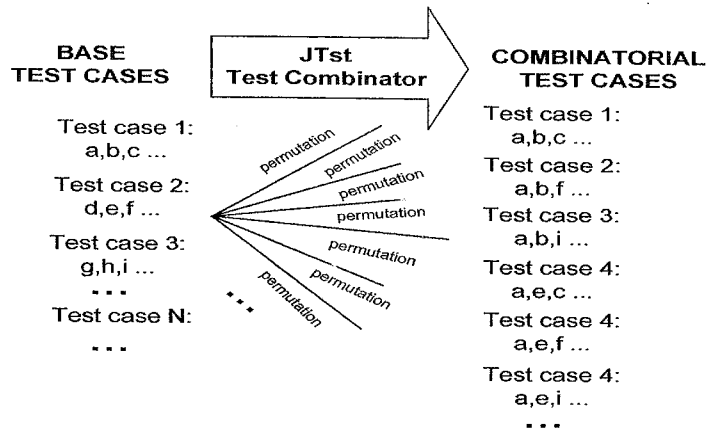 BASE
TEST CASES
JTst
Test Combinator
COMBINATORIAL
TEST CASES
Test case 1:
a,b,c ...
Test case 2:
d,e,f ...
Test case 3:
g,h,i ...
...
Test case N:
...
permutation
permutation
permutation
permutation
permutation
permutation
permutation
...
Test case 1:
a,b,c ...
Test case 2:
a,b,f ...
Test case 3:
a,b,i ...
Test case 4:
a,e,c ...
Test case 4:
a,e,f ...
Test case 4:
a,e,i ...
...